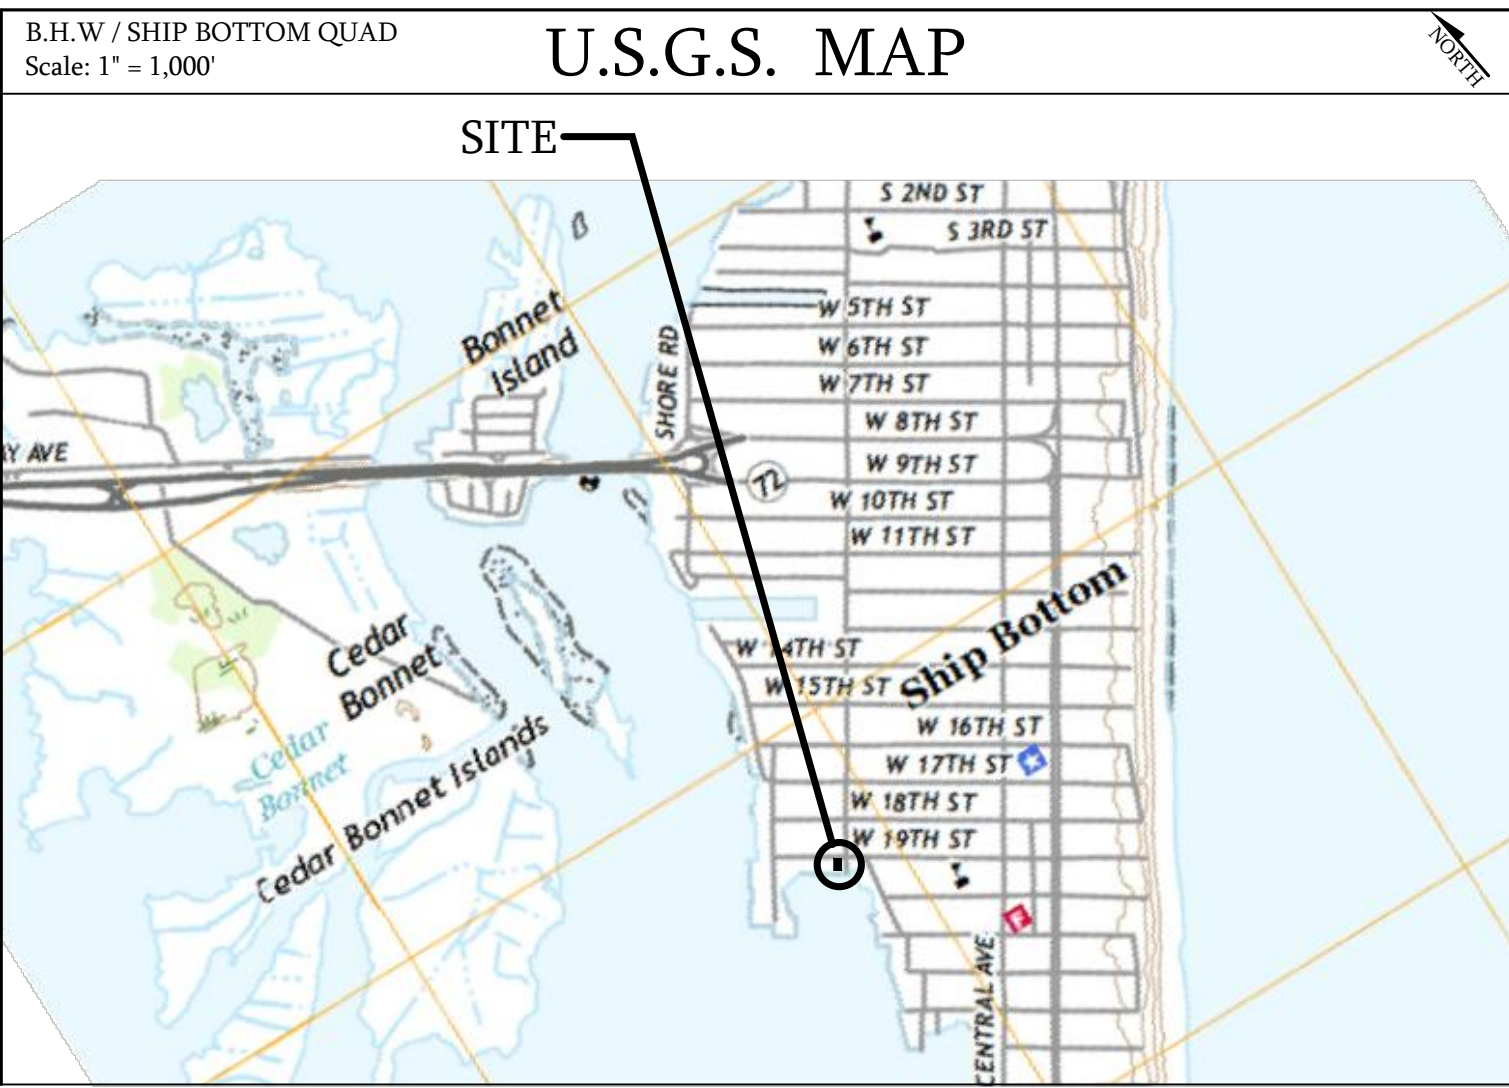 B.H.W / SHIP BOTTOM QUAD
Scale: 1" = 1,000'
U.S.G.S. MAP
NORTH
SITE
S 2ND ST
S 3RD ST
W 5TH ST
W 6TH ST
W 7TH ST
W 8TH ST
W 9TH ST
W 10TH ST
W 11TH ST
SHORE RD
Bonnet
Island
Y AVE
72
Ship Bottom
Cedar
Bonnet
Cedar
Bonnet
Cedar Bonnet Islands
W 14TH ST
W 15TH ST
W 16TH ST
W 17TH ST
W 18TH ST
W 19TH ST
F
CENTRAL AVE